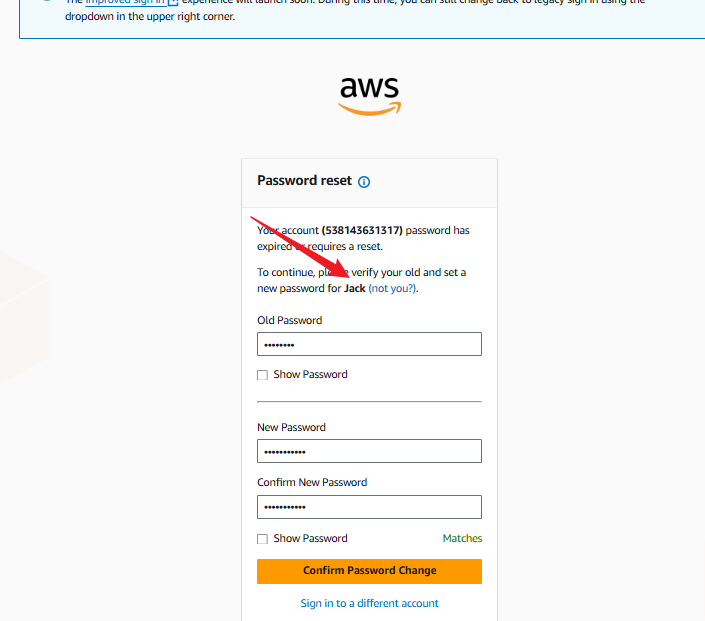 The improved sign in experience will launch soon. During this time, you can still change back to legacy sign in using the
dropdown in the upper right corner.
aws
Password reset
Your account (538143631317) password has
expired or requires a reset.
To continue, please verify your old and set a
new password for Jack (not you?).
Old Password
Show Password
New Password
Confirm New Password
Show Password
Matches
Confirm Password Change
Sign in to a different account